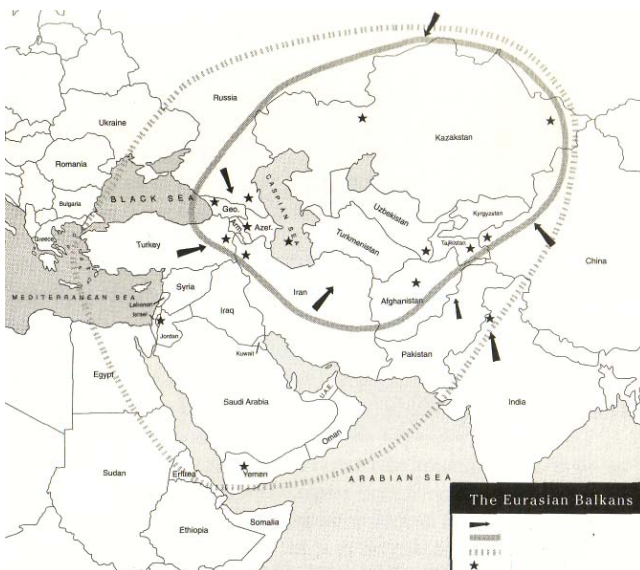 Russia
Ukraine
Kazakstan
Romania
BLACK SEA
CASPIAN SEA
Bulgaria
Geo.
Uzbekistan
Kyrgyzstan
Arm.
Azer.
Turkmenistan
Tajikistan
Greece
Turkey
China
MEDITERRANEAN SEA
Syria
Lebanon
Israel
Iraq
Iran
Afghanistan
Jordan
Kuwait
Pakistan
Egypt
U.A.E.
Saudi Arabia
India
Oman
Sudan
Eritrea
Yemen
ARABIAN SEA
Ethiopia
Somalia
The Eurasian Balkans